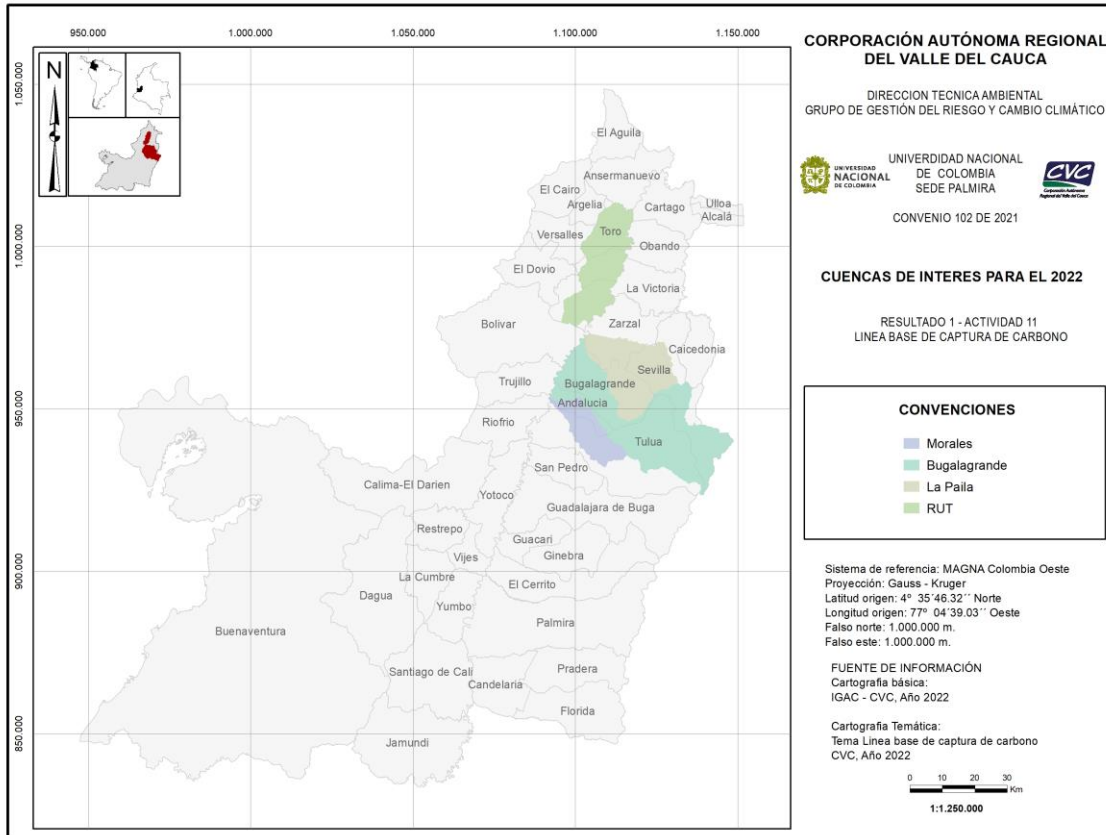 950.000
1.000.000
1.050.000
1.100.000
1.150.000
1.050.000
1.000.000
950.000
900.000
850.000
N
El Aguila
Ansermanuevo
El Cairo
Argelia
Cartago
Ulloa
Alcalá
Versalles
Toro
Obando
El Dovio
La Victoria
Bolivar
Zarzal
Caicedonia
Sevilla
Trujillo
Bugalagrande
Andalucia
Riofrio
Tulua
San Pedro
Calima-El Darien
Yotoco
Guadalajara de Buga
Restrepo
Guacari
Vijes
Ginebra
La Cumbre
El Cerrito
Dagua
Yumbo
Palmira
Buenaventura
Santiago de Cali
Pradera
Candelaria
Florida
Jamundi
CORPORACIÓN AUTÓNOMA REGIONAL
DEL VALLE DEL CAUCA
DIRECCION TECNICA AMBIENTAL
GRUPO DE GESTIÓN DEL RIESGO Y CAMBIO CLIMÁTICO
UNIVERSIDAD
NACIONAL
DE COLOMBIA
UNIVERDIDAD NACIONAL
DE COLOMBIA
SEDE PALMIRA
CVC
Corporación Autónoma
Regional del Valle del Cauca
CONVENIO 102 DE 2021
CUENCAS DE INTERES PARA EL 2022
RESULTADO 1 - ACTIVIDAD 11
LINEA BASE DE CAPTURA DE CARBONO
CONVENCIONES
Morales
Bugalagrande
La Paila
RUT
Sistema de referencia: MAGNA Colombia Oeste
Proyección: Gauss - Kruger
Latitud origen: 4º 35´46.32´´ Norte
Longitud origen: 77º 04´39.03´´ Oeste
Falso norte: 1.000.000 m.
Falso este: 1.000.000 m.
FUENTE DE INFORMACIÓN
Cartografia básica:
IGAC - CVC, Año 2022
Cartografia Temática:
Tema Linea base de captura de carbono
CVC, Año 2022
0 10 20 30
Km
1:1.250.000